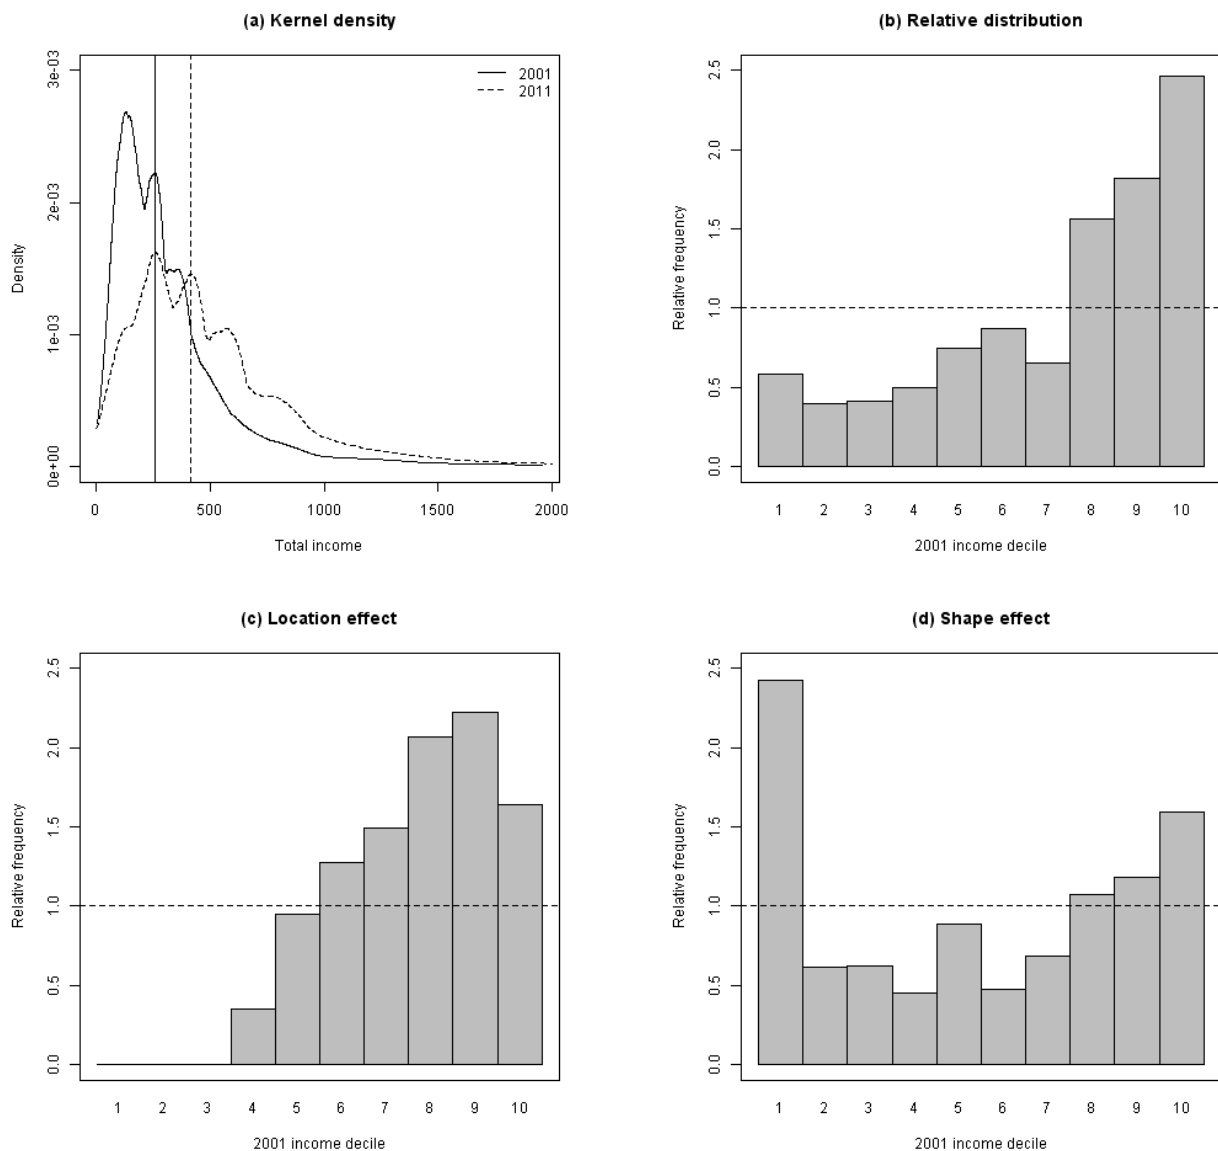 (a) Kernel density
3e-03
2e-03
1e-03
0e+00
Density
2001
2011
0 500 1000 1500 2000
Total income
(b) Relative distribution
2.5
2.0
1.5
1.0
0.5
0.0
Relative frequency
1 2 3 4 5 6 7 8 9 10
2001 income decile
(c) Location effect
2.5
2.0
1.5
1.0
0.5
0.0
Relative frequency
1 2 3 4 5 6 7 8 9 10
2001 income decile
(d) Shape effect
2.5
2.0
1.5
1.0
0.5
0.0
Relative frequency
1 2 3 4 5 6 7 8 9 10
2001 income decile